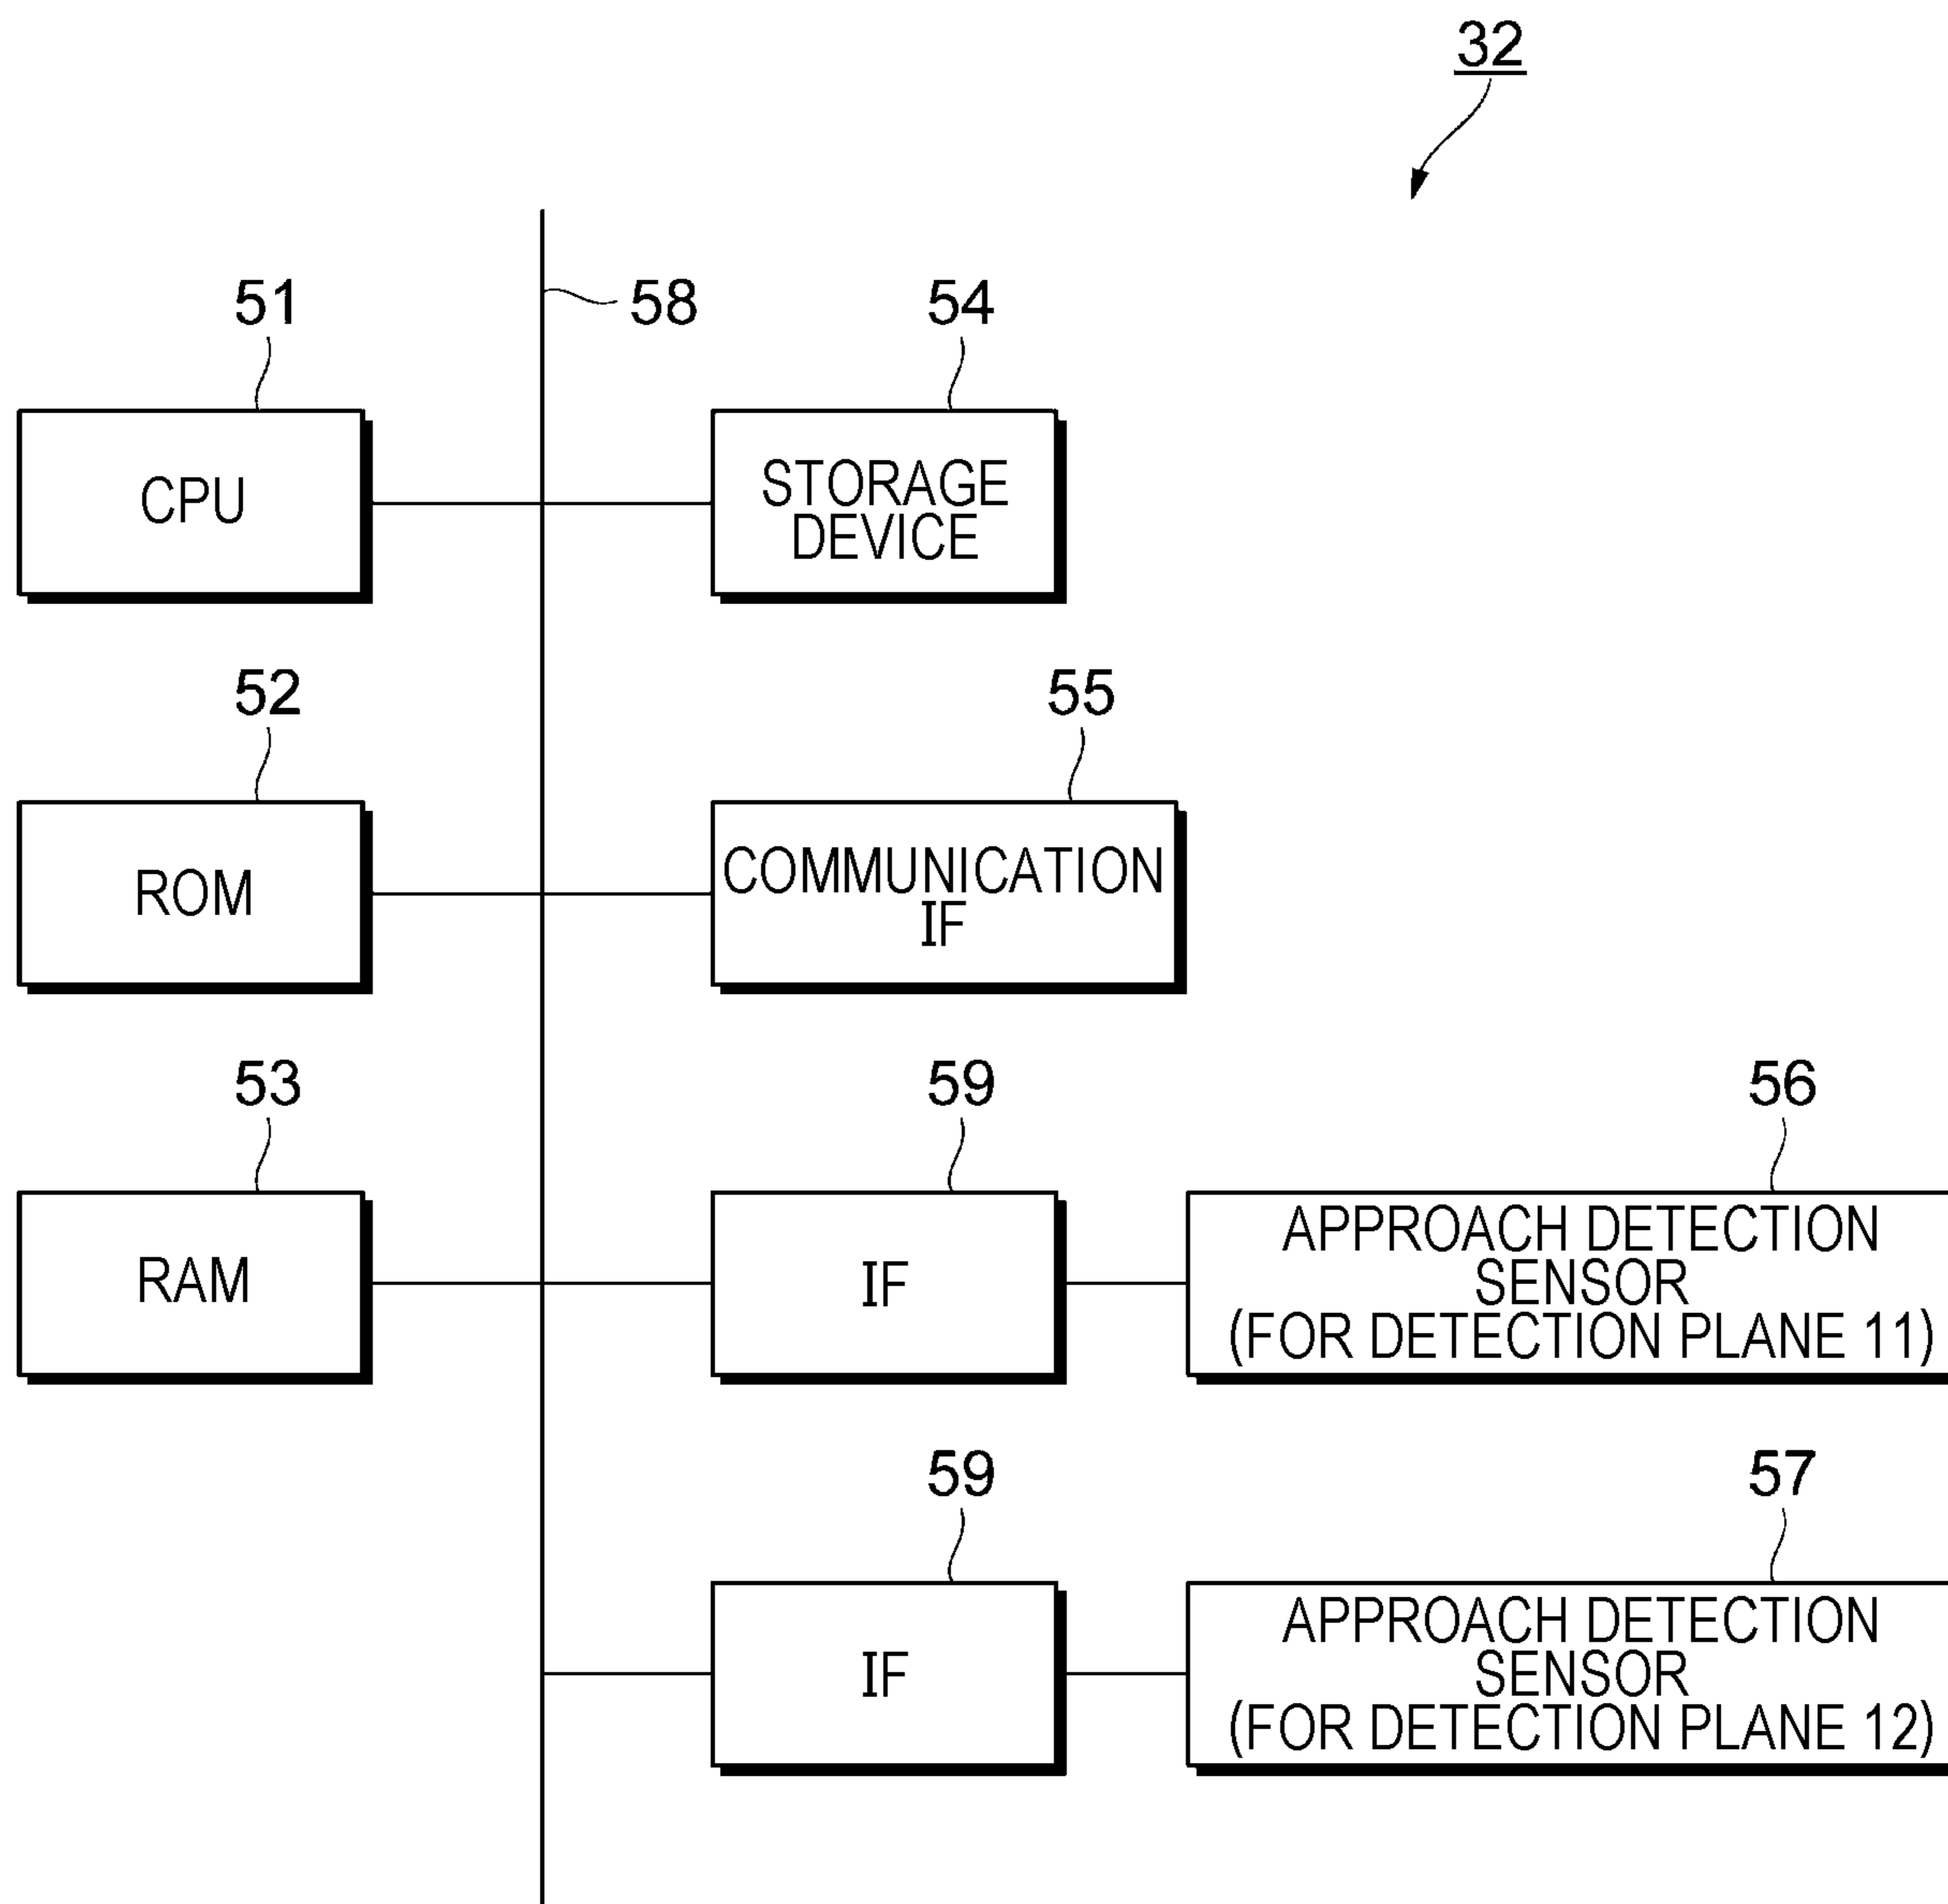 32
51
58
54
CPU
STORAGE
DEVICE
52
55
ROM
COMMUNICATION
IF
53
59
56
RAM
IF
APPROACH DETECTION
SENSOR
(FOR DETECTION PLANE 11)
59
57
IF
APPROACH DETECTION
SENSOR
(FOR DETECTION PLANE 12)